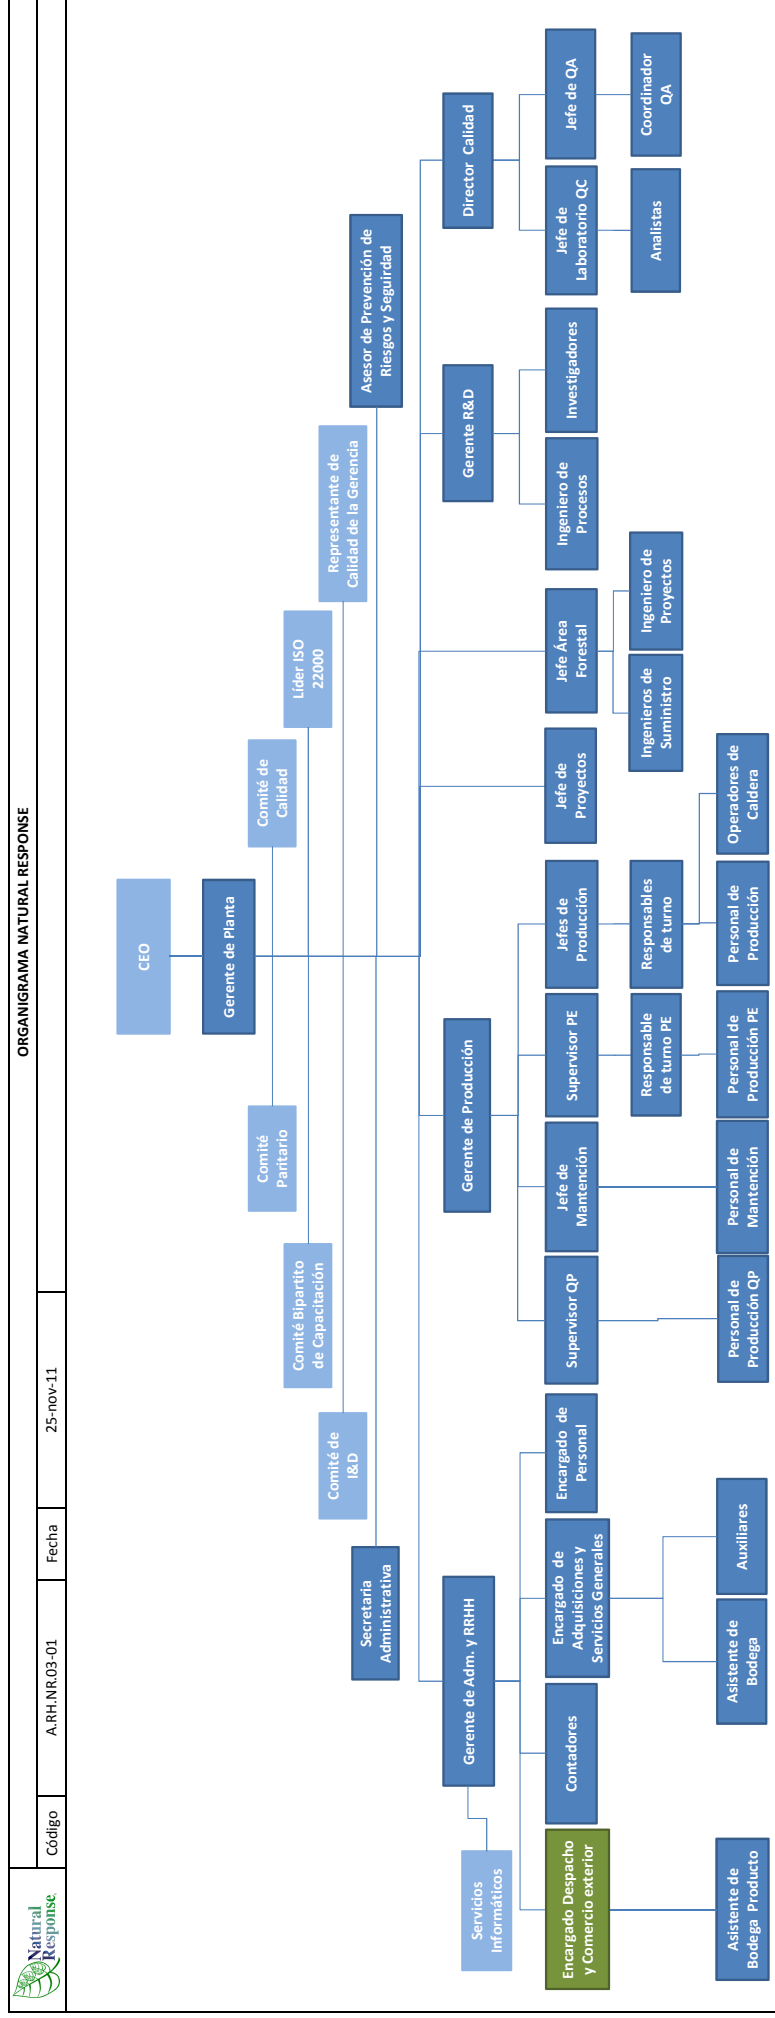 Natural
Response
ORGANIGRAMA NATURAL RESPONSE
Código
A.RH.NR.03-01
Fecha
25-nov-11
CEO
Gerente de Planta
Comité
Paritario
Comité de
Calidad
Comité Bipartito
de Capacitación
Líder ISO
22000
Comité de
I&D
Representante de
Calidad de la Gerencia
Secretaria
Administrativa
Asesor de Prevención de
Riesgos y Seguirdad
Gerente de Adm. y RRHH
Gerente de Producción
Gerente R&D
Director Calidad
Servicios
Informáticos
Encargado Despacho
y Comercio exterior
Contadores
Encargado de
Adquisiciones y
Servicios Generales
Encargado de
Personal
Supervisor QP
Jefe de
Mantención
Supervisor PE
Jefes de
Producción
Jefe de
Proyectos
Jefe Área
Forestal
Ingeniero de
Procesos
Investigadores
Jefe de
Laboratorio QC
Jefe de QA
Responsable
de turno PE
Responsables
de turno
Ingenieros de
Suministro
Ingeniero de
Proyectos
Analistas
Coordinador
QA
Asistente de
Bodega Producto
Asistente de
Bodega
Auxiliares
Personal de
Producción QP
Personal de
Mantención
Personal de
Producción PE
Personal de
Producción
Operadores de
Caldera